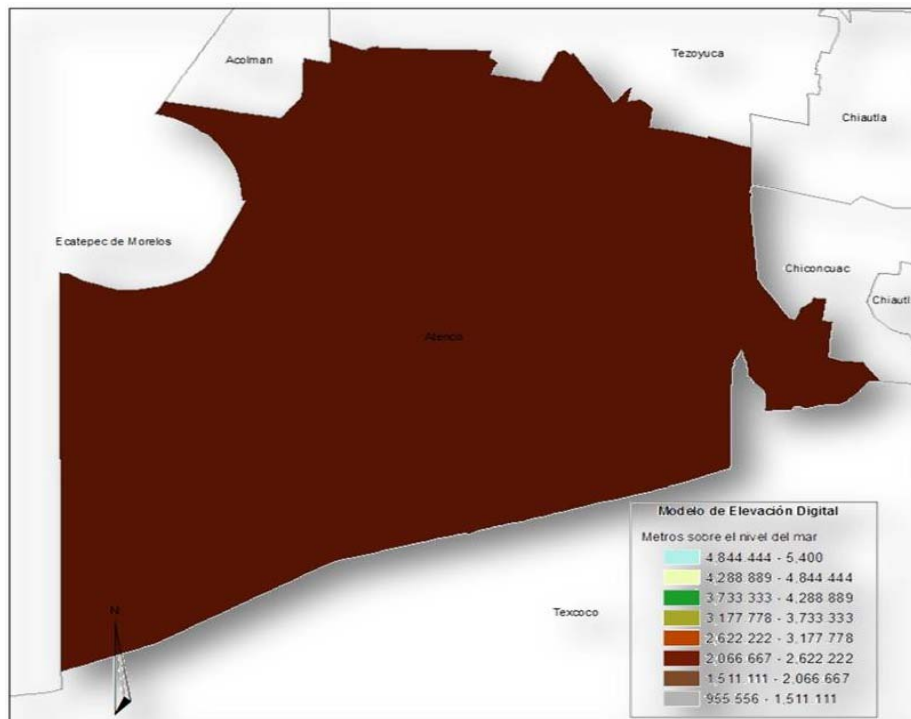 Acolman
Tezoyuca
Chiautla
Ecatepec de Morelos
Chiconcuac
Chiautl
Atenco
Modelo de Elevación Digital
Metros sobre el nivel del mar
4,844.444 - 5,400
4,288.889 - 4,844.444
3,733.333 - 4,288.889
3,177.778 - 3,733.333
2,622.222 - 3,177.778
2,066.667 - 2,622.222
1,511.111 - 2,066.667
955.556 - 1,511.111
Texcoco
N